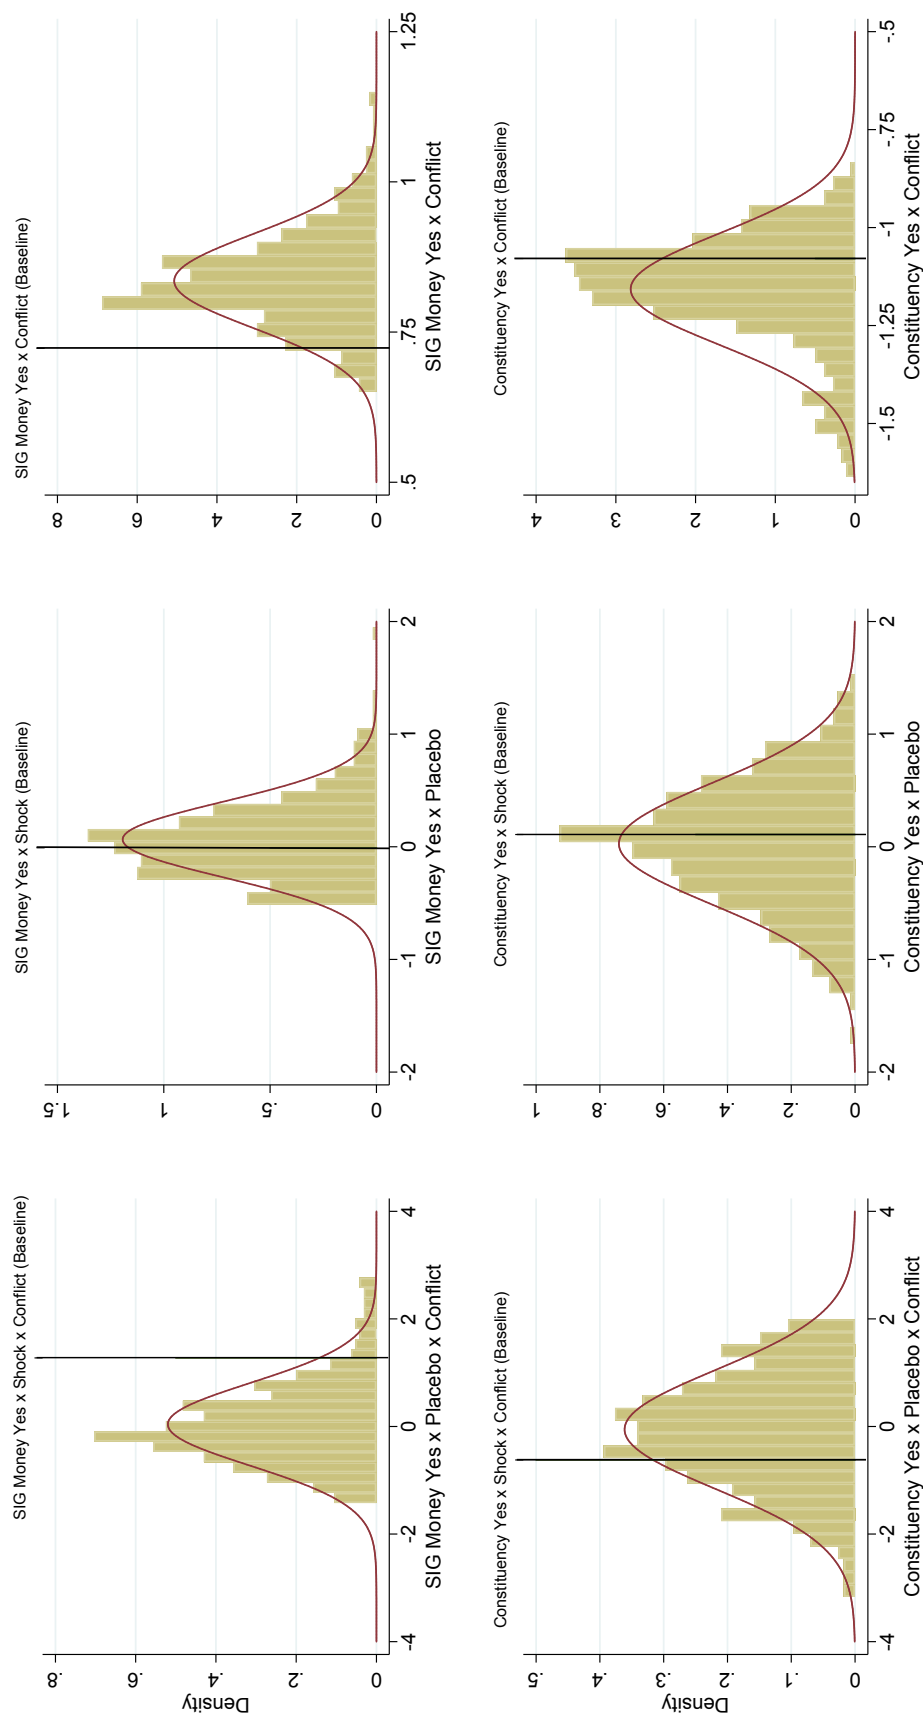 SIG Money Yes x Shock x Conflict (Baseline)
Density
0 .2 .4 .6 .8
-4 -2 0 2 4
SIG Money Yes x Placebo x Conflict
SIG Money Yes x Shock (Baseline)
0 .5 1 1.5
-2 -1 0 1 2
SIG Money Yes x Placebo
SIG Money Yes x Conflict (Baseline)
0 2 4 6 8
.5 .75 1 1.25
SIG Money Yes x Conflict
Constituency Yes x Shock x Conflict (Baseline)
0 .1 .2 .3 .4 .5
-4 -2 0 2 4
Constituency Yes x Placebo x Conflict
Constituency Yes x Shock (Baseline)
0 .2 .4 .6 .8 1
-2 -1 0 1 2
Constituency Yes x Placebo
Constituency Yes x Conflict (Baseline)
0 1 2 3 4
-1.5 -1.25 -1 -.75 -.5
Constituency Yes x Conflict